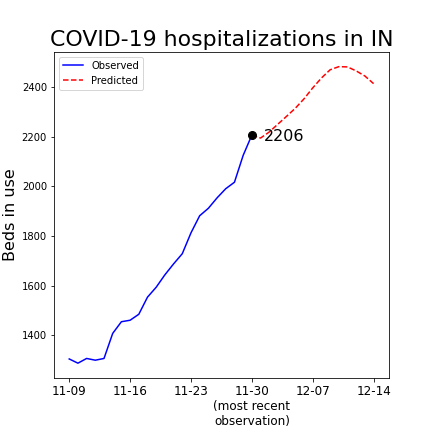 COVID-19 hospitalizations in IN
Observed
Predicted
2206
Beds in use
2400
2200
2000
1800
1600
1400
11-09 11-16 11-23 11-30 12-07 12-14
(most recent
observation)